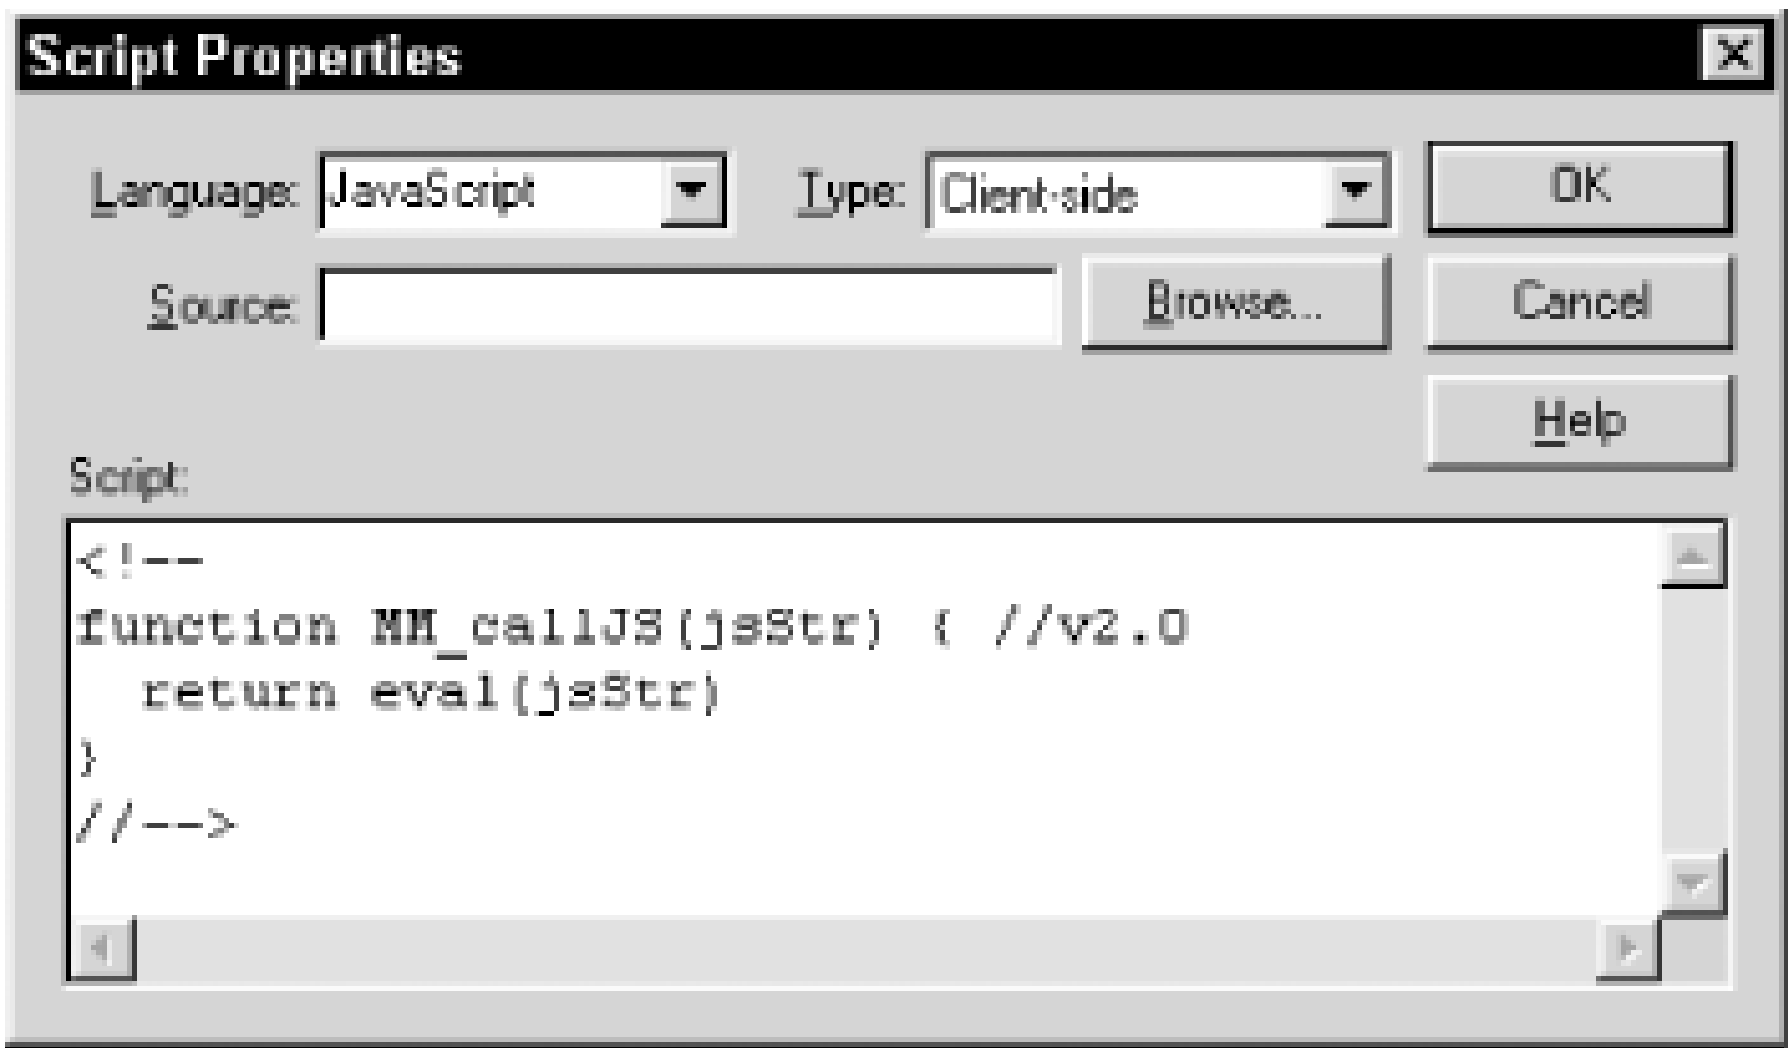 Script Properties
Language: JavaScript Type: Client-side OK
Source: Browse... Cancel
Help
Script:
<!--
function MM_callJS(jsStr) { //v2.0
return eval(jsStr)
}
//-->